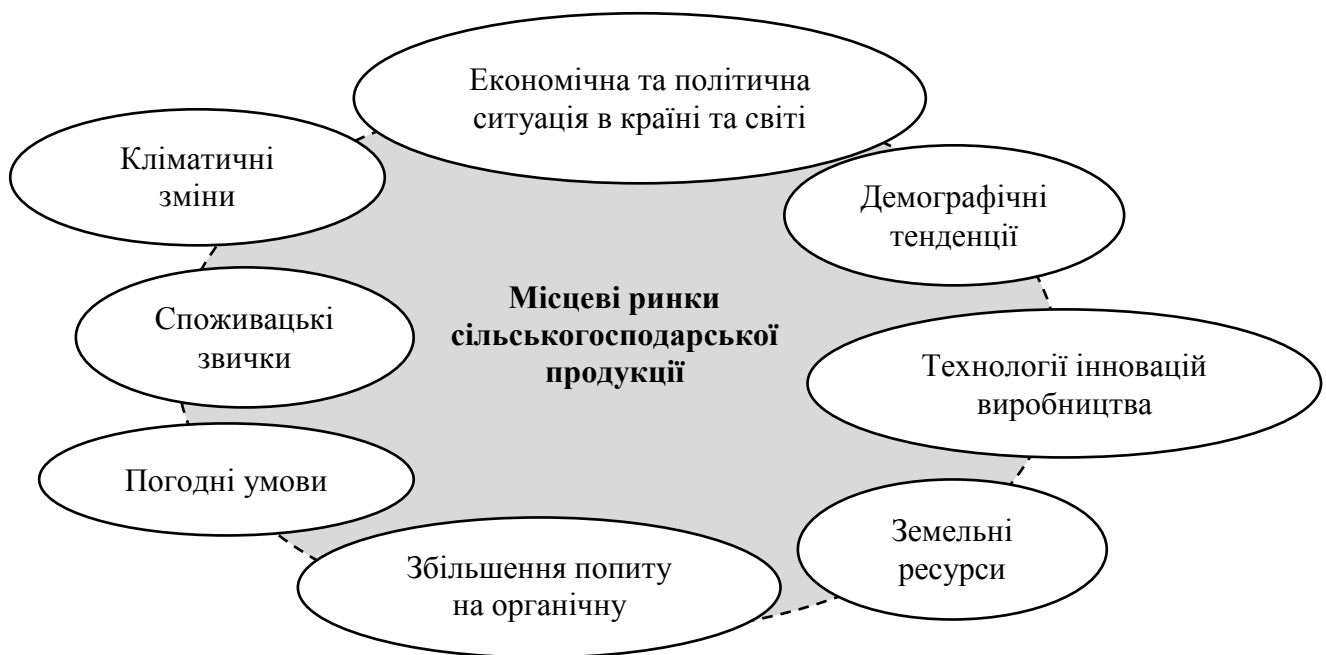 Економічна та політична
ситуація в країні та світі
Кліматичні
зміни
Демографічні
тенденції
Місцеві ринки
сільськогосподарської
продукції
Споживацькі
звички
Технології інновацій
виробництва
Погодні умови
Земельні
ресурси
Збільшення попиту
на органічну